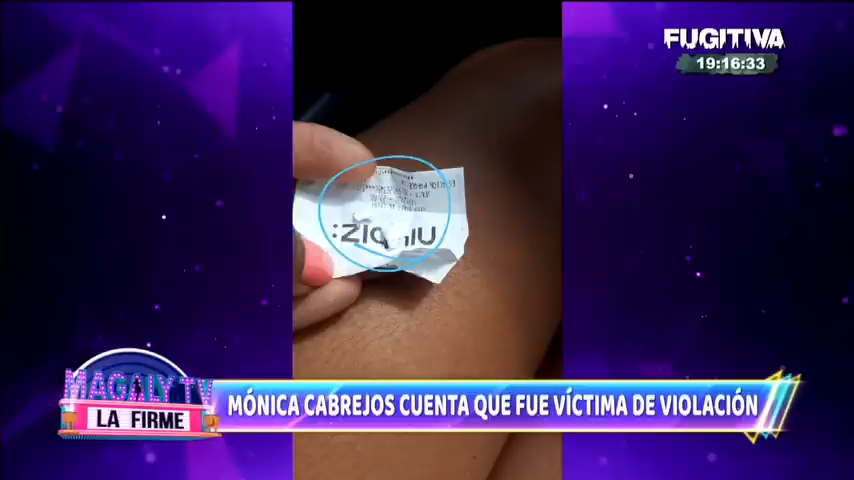 FUGITIVA
19:16:33
MAGALY TV
LA FIRME
MÓNICA CABREJOS CUENTA QUE FUE VÍCTIMA DE VIOLACIÓN